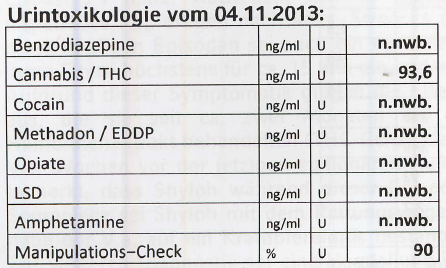 Urintoxikologie vom 04.11.2013:
Benzodiazepine ng/ml U n.nwb.
Cannabis / THC ng/ml U 93,6
Cocain ng/ml U n.nwb.
Methadon / EDDP ng/ml U n.nwb.
Opiate ng/ml U n.nwb.
LSD ng/ml U n.nwb.
Amphetamine ng/ml U n.nwb.
Manipulations-Check % U 90